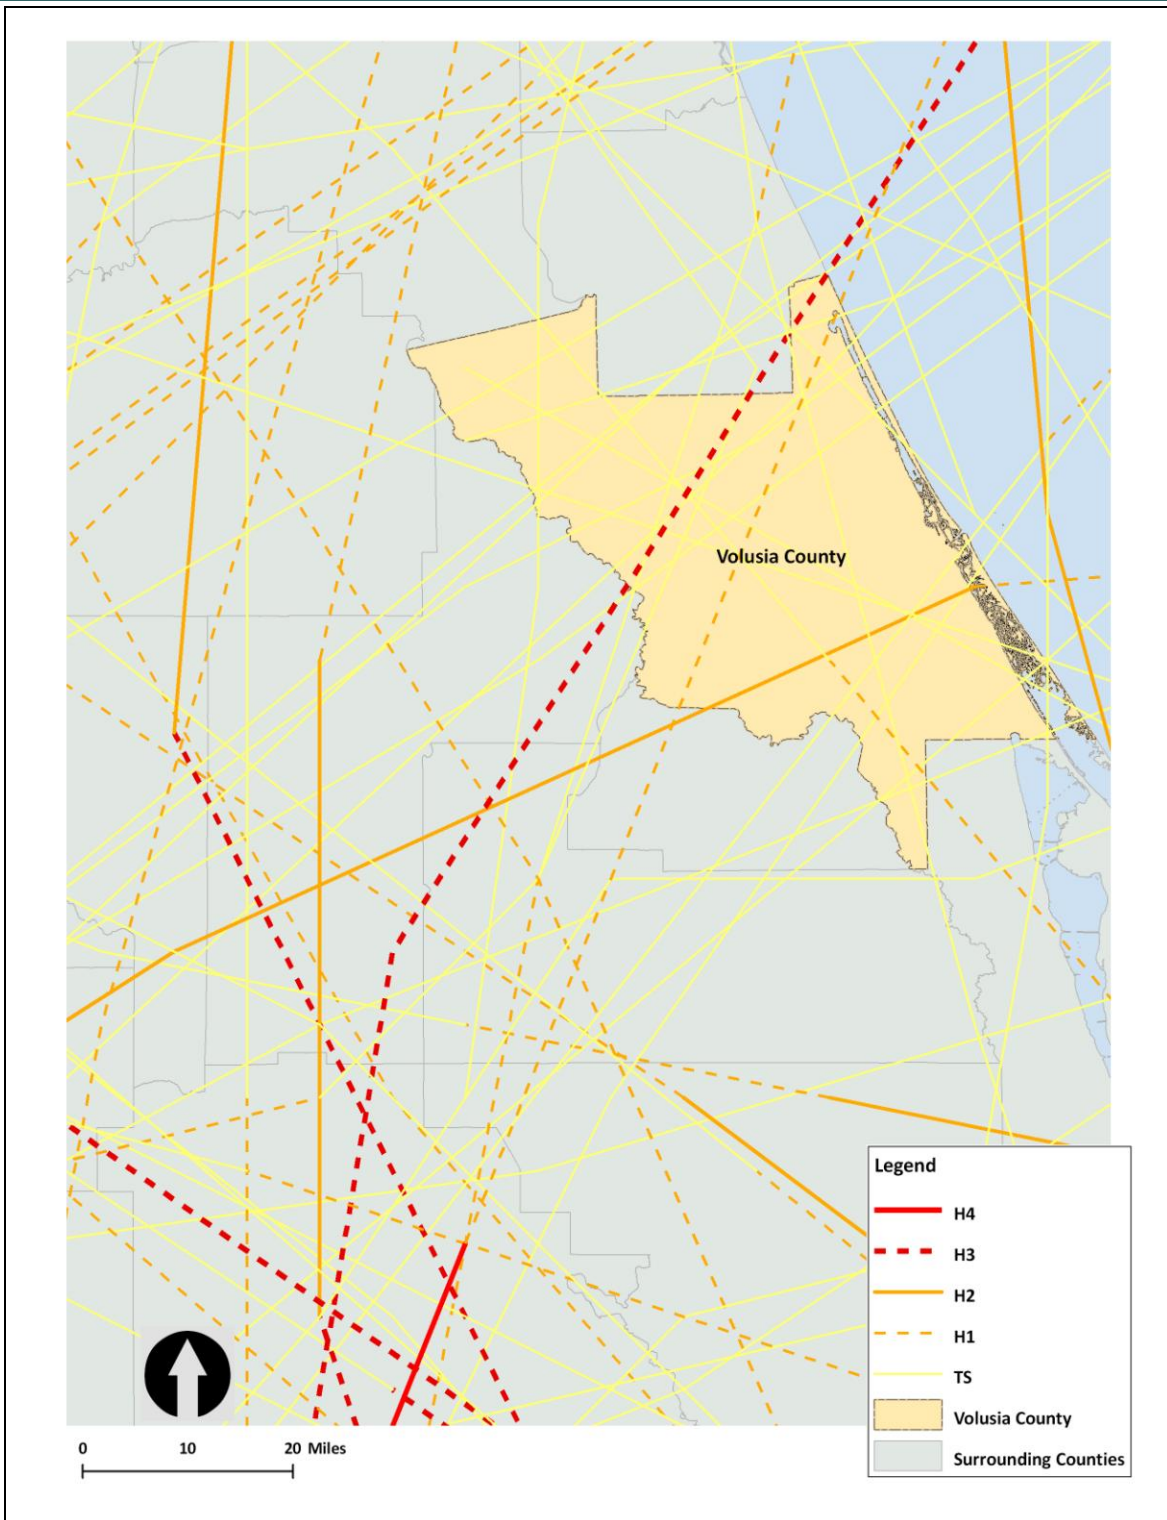 Volusia County
Legend
H4
H3
H2
H1
TS
Volusia County
Surrounding Counties
0 10 20 Miles